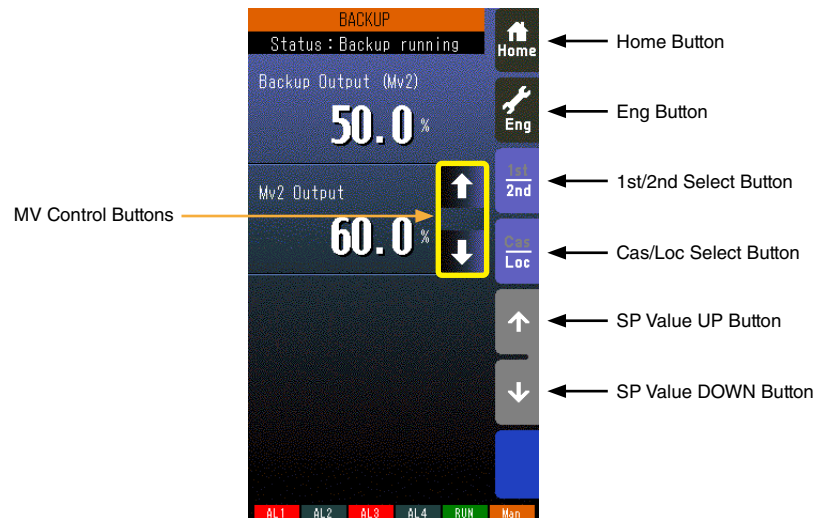 BACKUP
Status：Backup running
Home
Home Button
Backup Output (Mv2)
50.0 %
Eng
Eng Button
1st
2nd
1st/2nd Select Button
Mv2 Output
60.0 %
MV Control Buttons
Cas
Loc
Cas/Loc Select Button
SP Value UP Button
SP Value DOWN Button
AL1 AL2 AL3 AL4 RUN Man